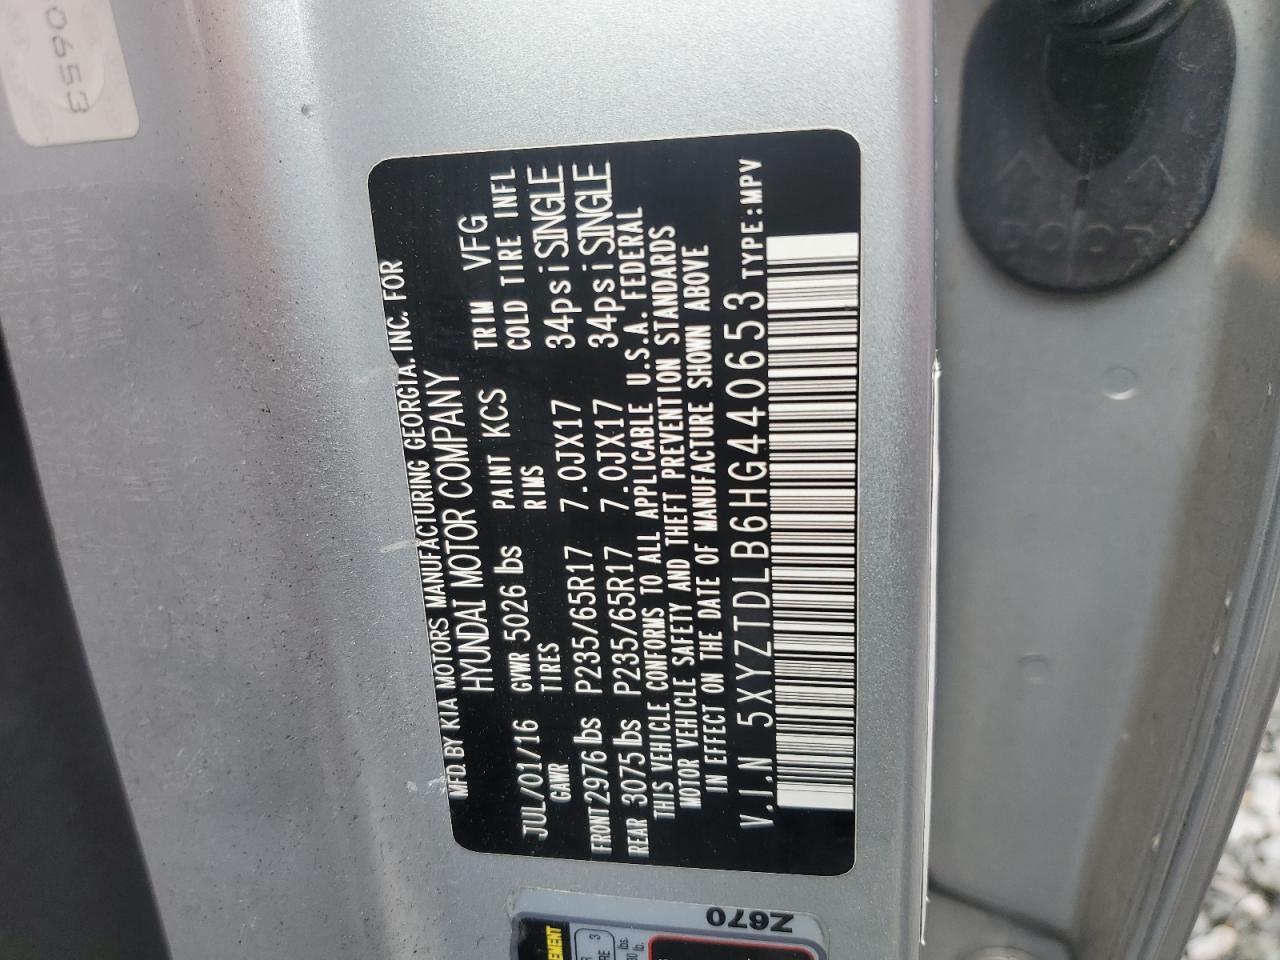 MFD BY KIA MOTORS MANUFACTURING GEORGIA. INC. FOR
HYUNDAI MOTOR COMPANY
JUL/01/16 GVWR 5026 lbs PAINT KCS TRIM VFG
GAWR TIRES RIMS COLD TIRE INFL
FRONT 2976 lbs P235/65R17 7.0JX17 34psi SINGLE
REAR 3075 lbs P235/65R17 7.0JX17 34psi SINGLE
THIS VEHICLE CONFORMS TO ALL APPLICABLE U.S.A. FEDERAL
MOTOR VEHICLE SAFETY AND THEFT PREVENTION STANDARDS
IN EFFECT ON THE DATE OF MANUFACTURE SHOWN ABOVE
V.I.N 5XYZTDLB6HG440653 TYPE:MPV
0653
DOOR
Z670
3
lbs.